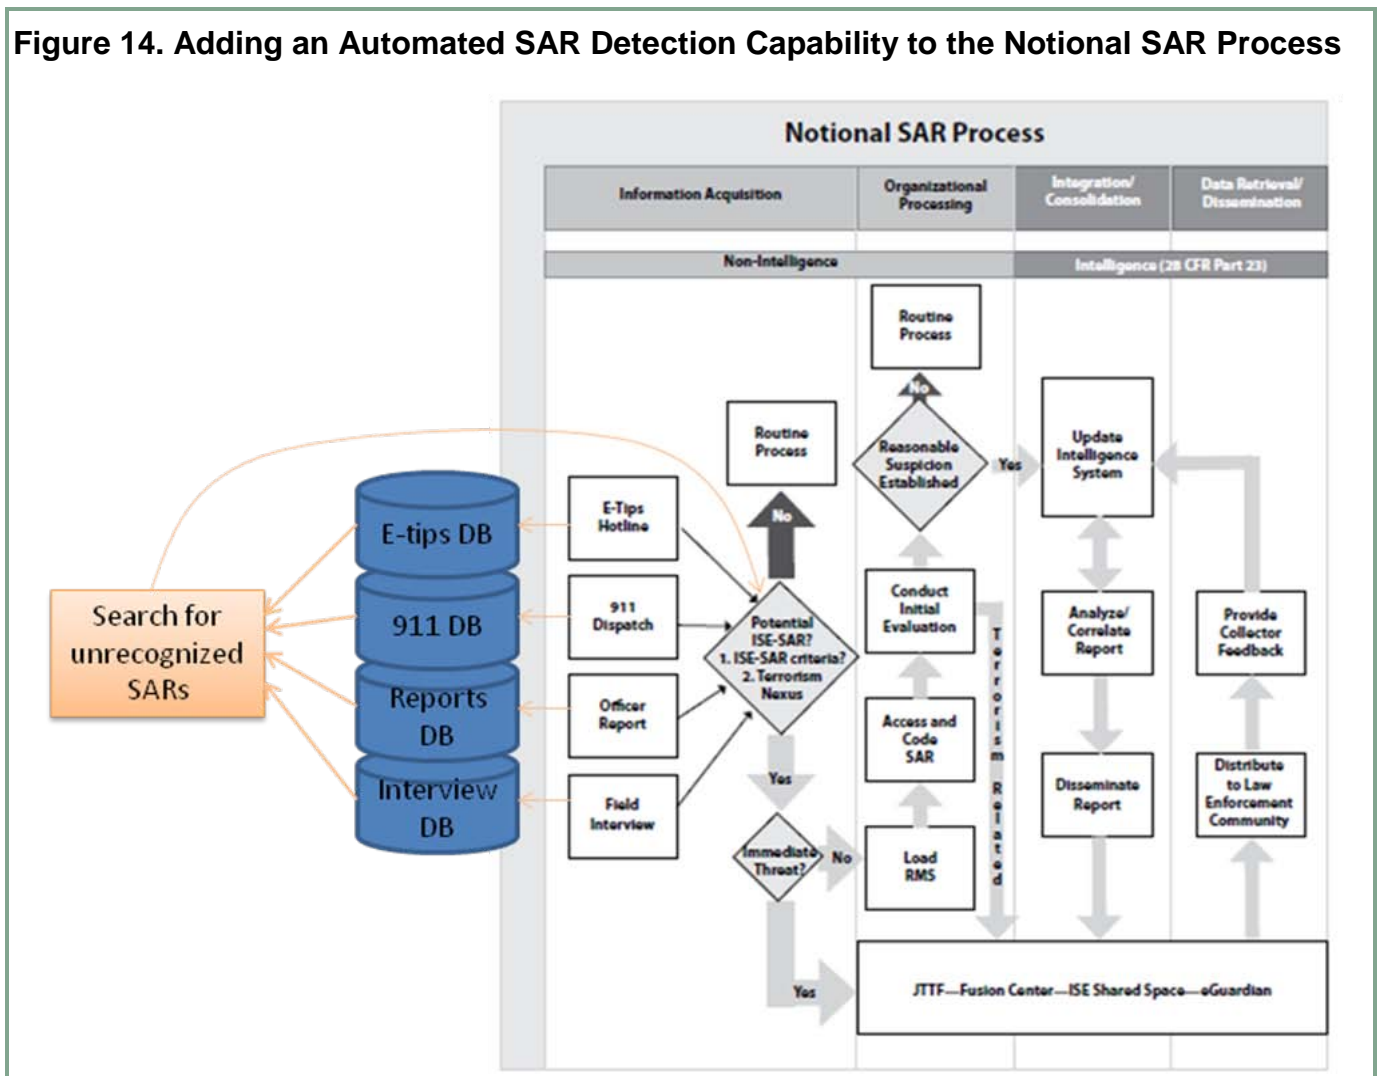 Figure 14. Adding an Automated SAR Detection Capability to the Notional SAR Process
Notional SAR Process
Information Acquisition
Organizational
Processing
Integration/
Consolidation
Data Retrieval/
Dissemination
Non-Intelligence
Intelligence (28 CFR Part 23)
Routine
Process
No
Reasonable
Suspicion
Established
Yes
Update
Intelligence
System
Routine
Process
No
E-tips DB
911 DB
Reports
DB
Interview
DB
Search for
unrecognized
SARs
E-Tips
Hotline
911
Dispatch
Officer
Report
Field
Interview
Potential
ISE-SAR?
1. ISE-SAR criteria?
2. Terrorism
Nexus
Yes
Immediate
Threat?
No
Yes
Conduct
Initial
Evaluation
Access and
Code
SAR
Load
RMS
Terrorism Related
Analyze/
Correlate
Report
Disseminate
Report
Provide
Collector
Feedback
Distribute
to Law
Enforcement
Community
JTTF—Fusion Center—ISE Shared Space—eGuardian